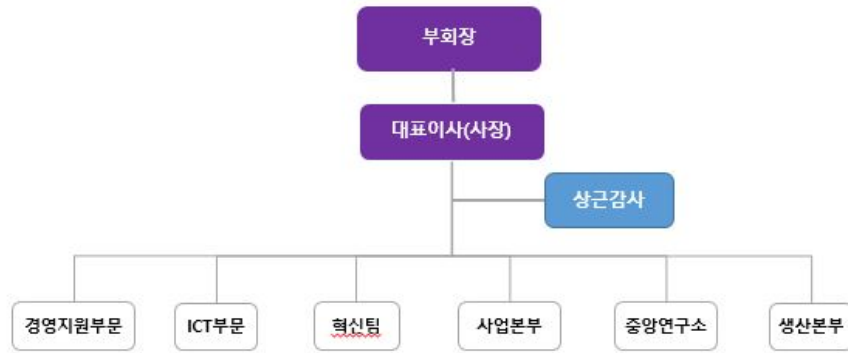 부회장
대표이사(사장)
상근감사
경영지원부문
ICT부문
혁신팀
사업본부
중앙연구소
생산본부